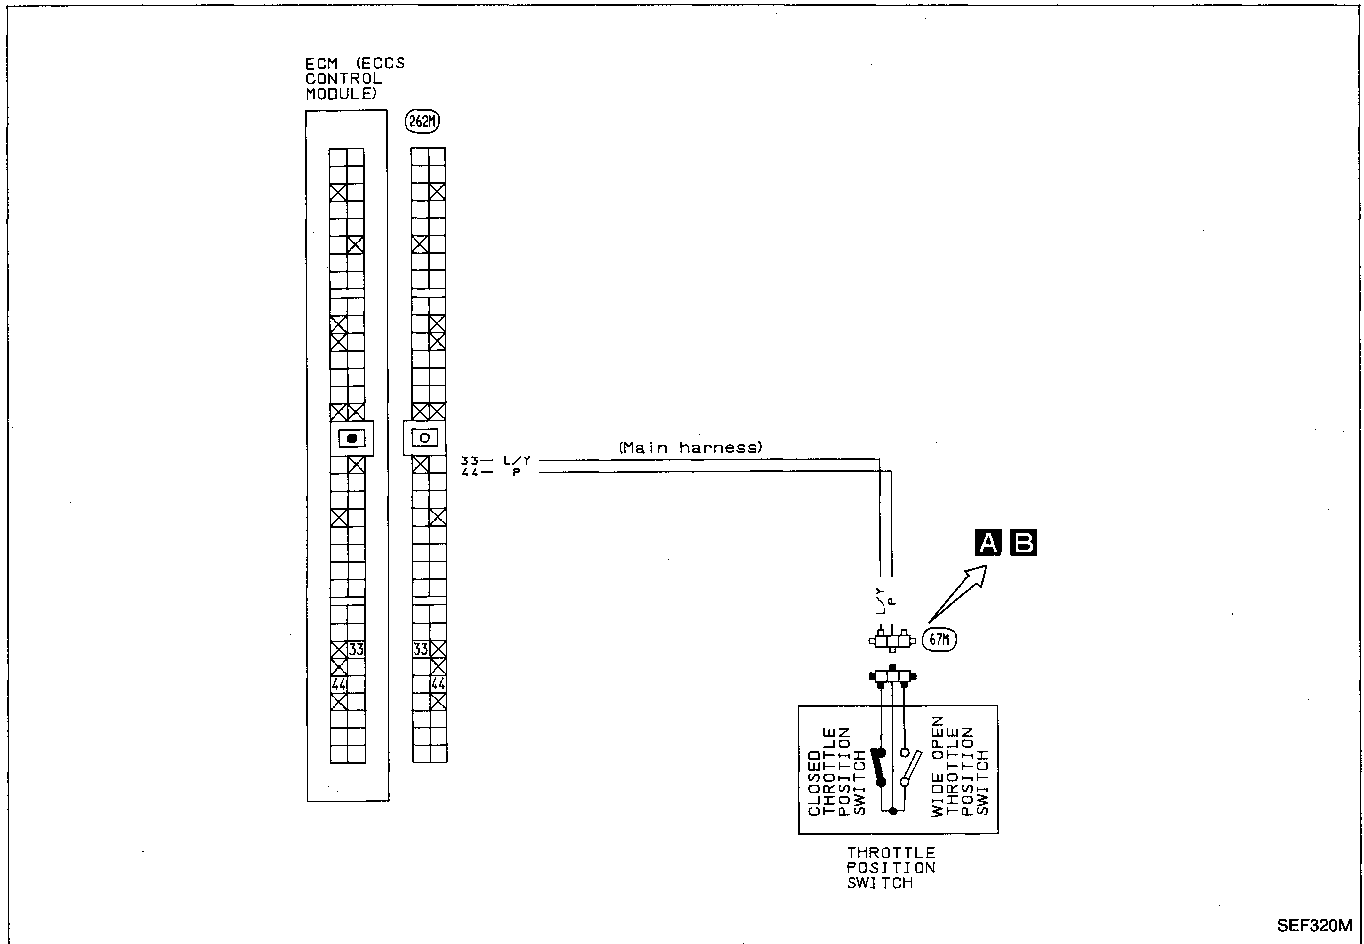 ECM (ECCS
CONTROL
MODULE)
262M
(Main harness)
33 L/Y
44 P
A B
L/Y
P
67M
33
33
44
44
CLOSED
THROTTLE
POSITION
SWITCH
WIDE OPEN
THROTTLE
POSITION
SWITCH
THROTTLE
POSITION
SWITCH
SEF320M